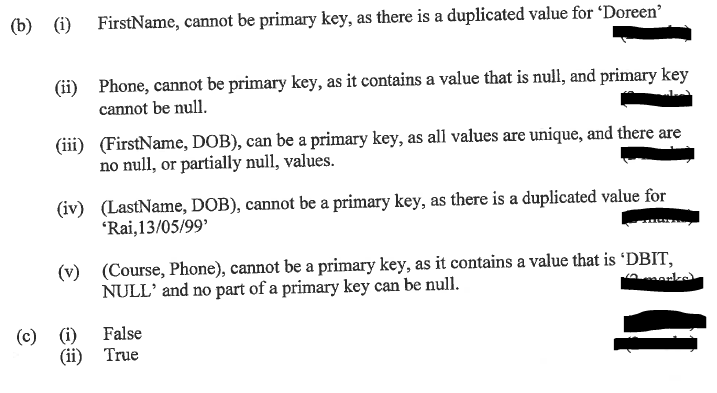 (b) (i) FirstName, cannot be primary key, as there is a duplicated value for ‘Doreen’
(ii) Phone, cannot be primary key, as it contains a value that is null, and primary key
cannot be null.
(iii) (FirstName, DOB), can be a primary key, as all values are unique, and there are
no null, or partially null, values.
(iv) (LastName, DOB), cannot be a primary key, as there is a duplicated value for
‘Rai,13/05/99’
(v) (Course, Phone), cannot be a primary key, as it contains a value that is ‘DBIT,
NULL’ and no part of a primary key can be null.
(c) (i) False
(ii) True